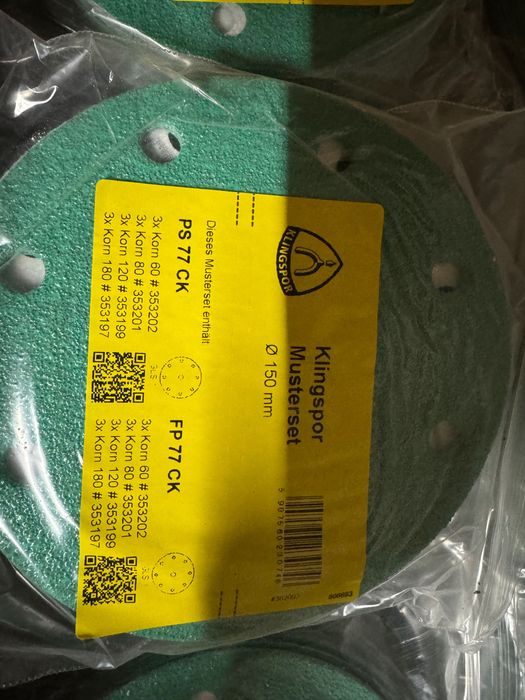 KLINGSPOR
Klingspor
Musterset
Ø 150 mm
Dieses Musterset enthält
PS 77 CK
3x Korn 60 # 353202
3x Korn 80 # 353201
3x Korn 120 # 353199
3x Korn 180 # 353197
GLS
FP 77 CK
3x Korn 60 # 353202
3x Korn 80 # 353201
3x Korn 120 # 353199
3x Korn 180 # 353197
GLS